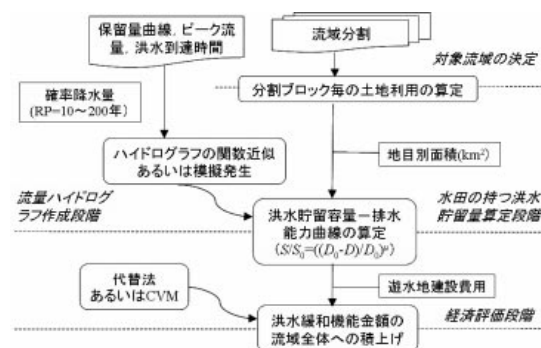 保留量曲線，ピーク流
量，洪水到達時間
流域分割
対象流域の決定
確率降水量
(RP=10～200年)
分割ブロック毎の土地利用の算定
ハイドログラフの関数近似
あるいは模擬発生
地目別面積(km²)
流量ハイドログ
ラフ作成段階
洪水貯留容量－排水
能力曲線の算定
(S/S₀=((D₀-D)/D₀)ᵅ)
水田の持つ洪水
貯留量算定段階
代替法
あるいはCVM
遊水地建設費用
洪水緩和機能金額の
流域全体への積上げ
経済評価段階